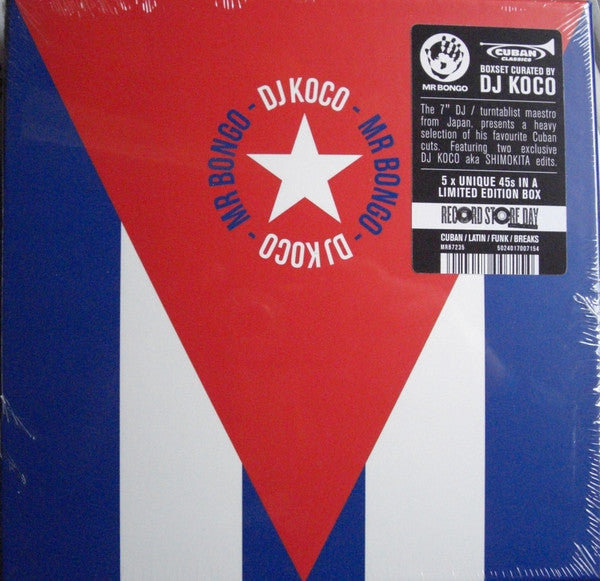 DJ KOCO - MR BONGO - DJ KOCO - MR BONGO -
MR BONGO
CUBAN
CLASSICS
BOXSET CURATED BY
DJ KOCO
The 7" DJ / turntablist maestro
from Japan, presents a heavy
selection of his favourite Cuban
cuts. Featuring two exclusive
DJ KOCO aka SHIMOKITA edits.
5 x UNIQUE 45s IN A
LIMITED EDITION BOX
RECORD STORE DAY
CUBAN / LATIN / FUNK / BREAKS
MRB7235 5024017007154